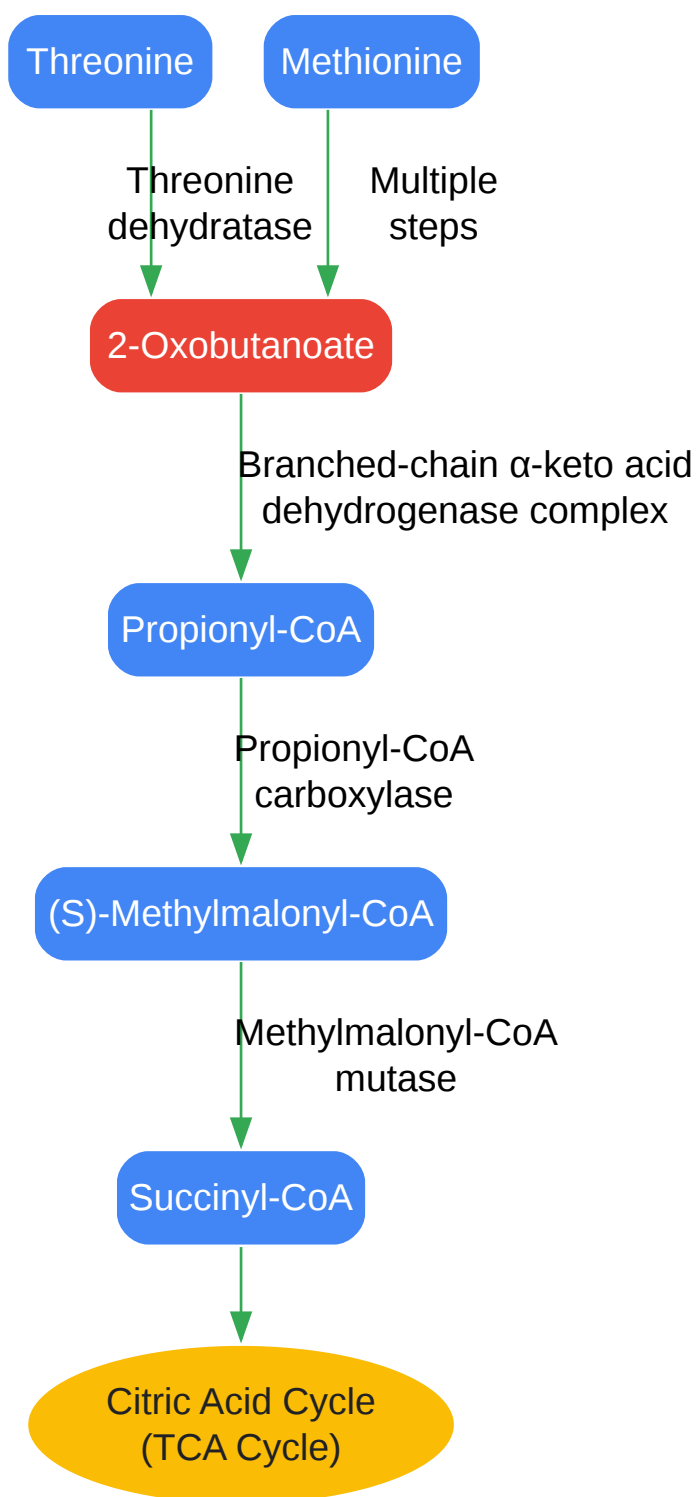 Threonine
Methionine
Threonine
dehydratase
Multiple
steps
2-Oxobutanoate
Branched-chain α-keto acid
dehydrogenase complex
Propionyl-CoA
Propionyl-CoA
carboxylase
(S)-Methylmalonyl-CoA
Methylmalonyl-CoA
mutase
Succinyl-CoA
Citric Acid Cycle
(TCA Cycle)